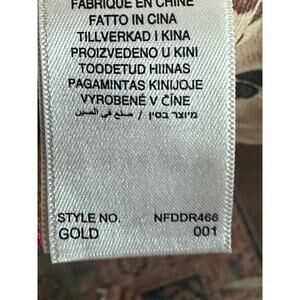 FABRIQUÉ EN CHINE
FATTO IN CINA
TILLVERKAD I KINA
PROIZVEDENO U KINI
TOODETUD HIINAS
PAGAMINTAS KINIJOJE
VYROBENÉ V ČÍNE
מיוצר בסין / صنع في الصين
STYLE NO. NFDDR466
GOLD 001